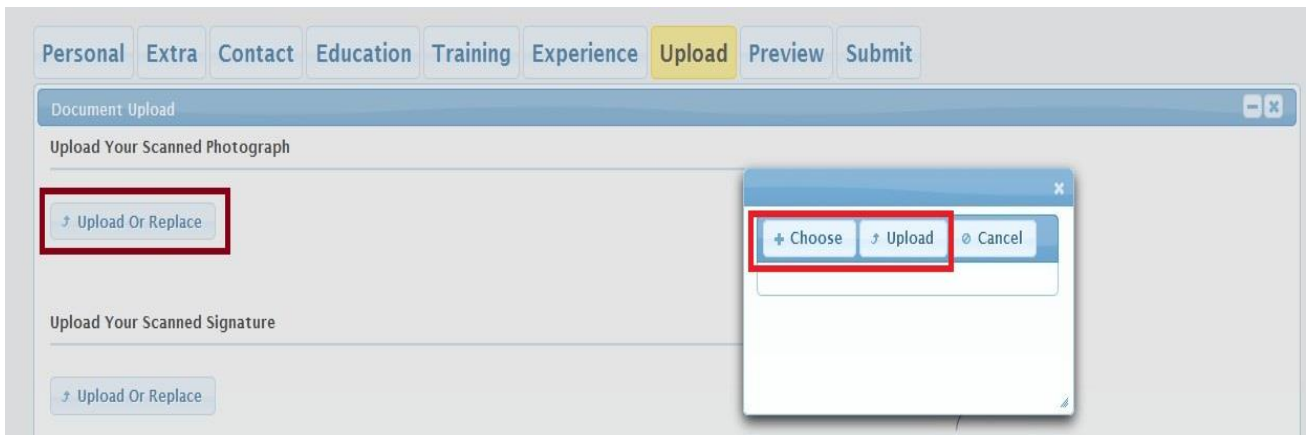 Personal Extra Contact Education Training Experience Upload Preview Submit
Document Upload
Upload Your Scanned Photograph
Upload Or Replace
Choose Upload Cancel
Upload Your Scanned Signature
Upload Or Replace